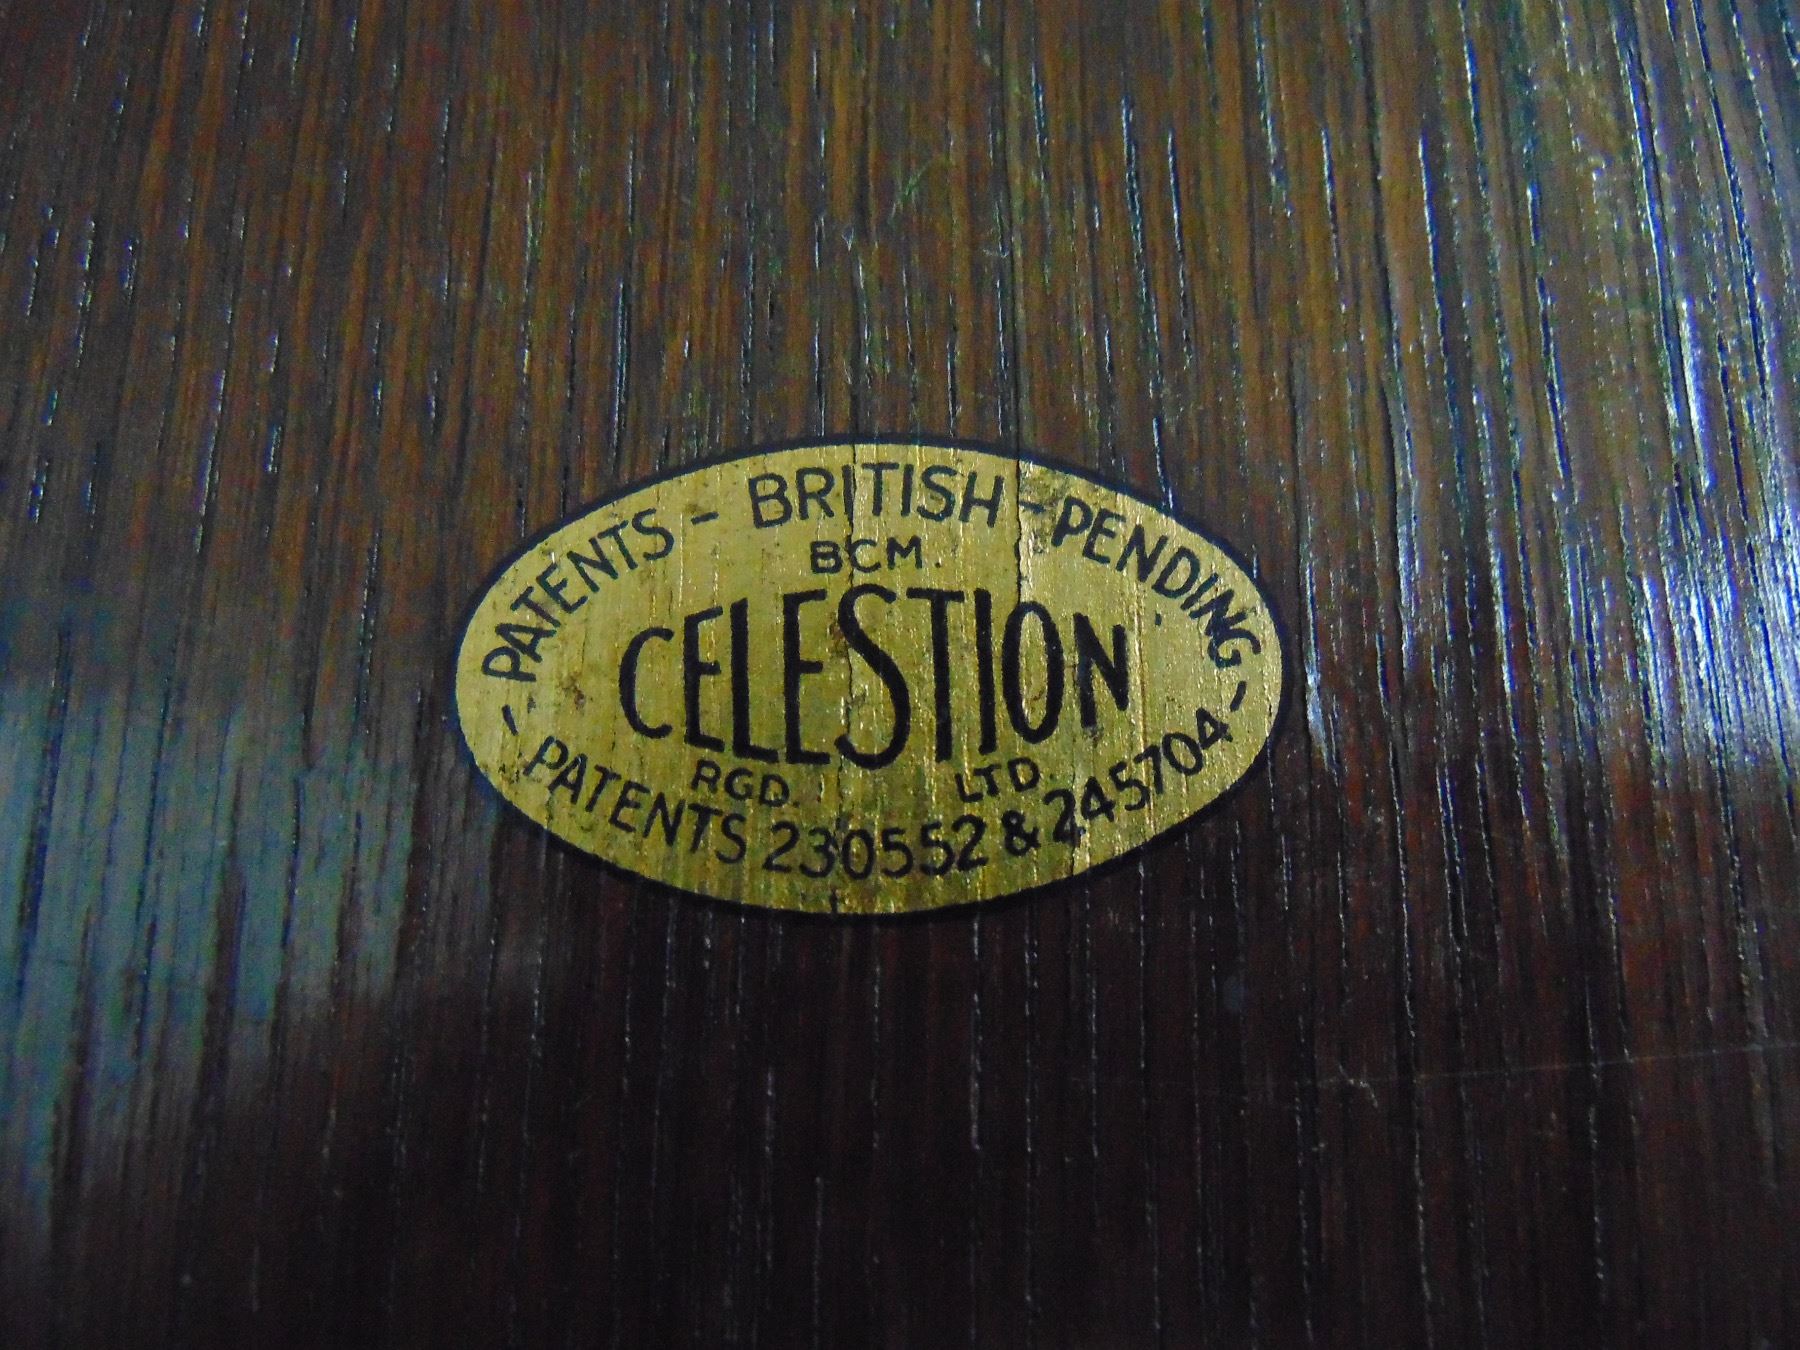 PATENTS - BRITISH - PENDING -
BCM.
CELESTION
RGD. LTD.
- PATENTS 230552 & 245704